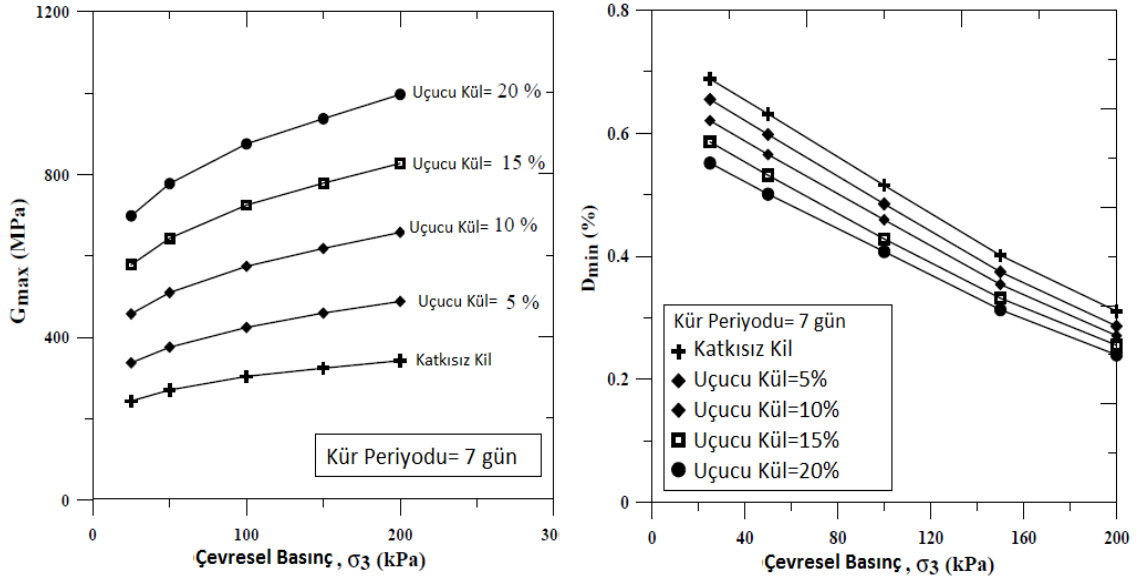 1200
800
400
0
Gmax (MPa)
Uçucu Kül= 20 %
Uçucu Kül= 15 %
Uçucu Kül= 10 %
Uçucu Kül= 5 %
Katkısız Kil
Kür Periyodu= 7 gün
0 100 200 30
Çevresel Basınç , σ3 (kPa)
0.8
0.6
0.4
0.2
0
Dmin (%)
Kür Periyodu= 7 gün
Katkısız Kil
Uçucu Kül=5%
Uçucu Kül=10%
Uçucu Kül=15%
Uçucu Kül=20%
0 40 80 120 160 200
Çevresel Basınç , σ3 (kPa)